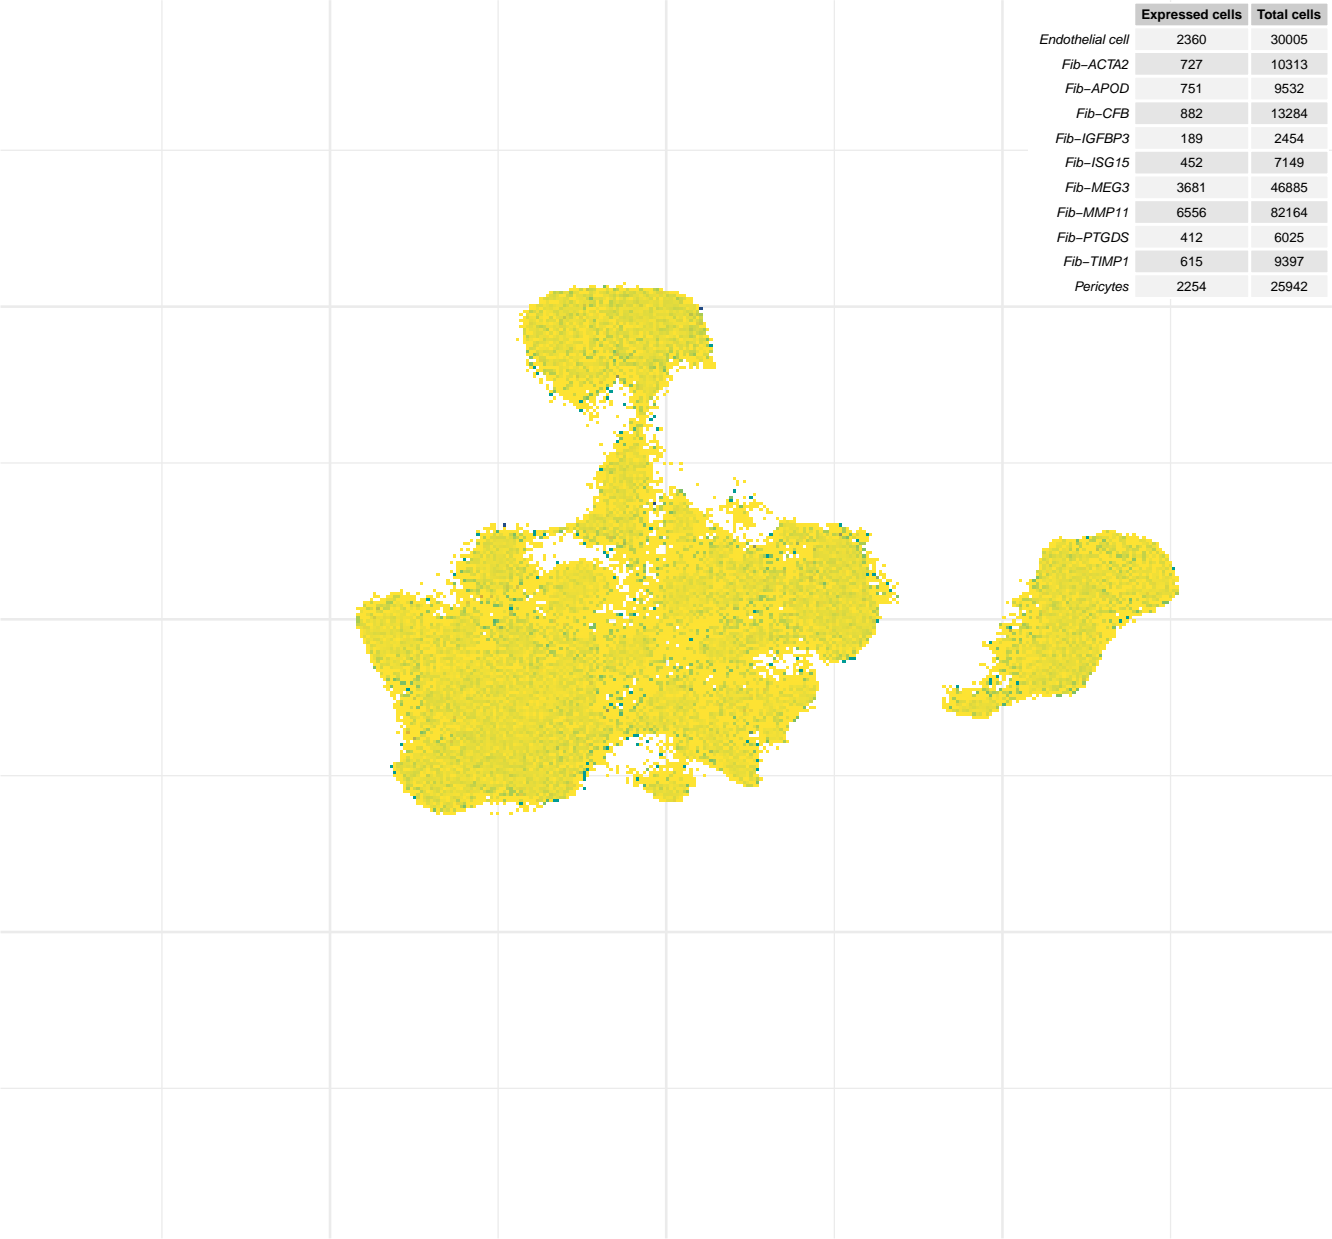 Expressed cells Total cells
Endothelial cell 2360 30005
Fib−ACTA2 727 10313
Fib−APOD 751 9532
Fib−CFB 882 13284
Fib−IGFBP3 189 2454
Fib−ISG15 452 7149
Fib−MEG3 3681 46885
Fib−MMP11 6556 82164
Fib−PTGDS 412 6025
Fib−TIMP1 615 9397
Pericytes 2254 25942